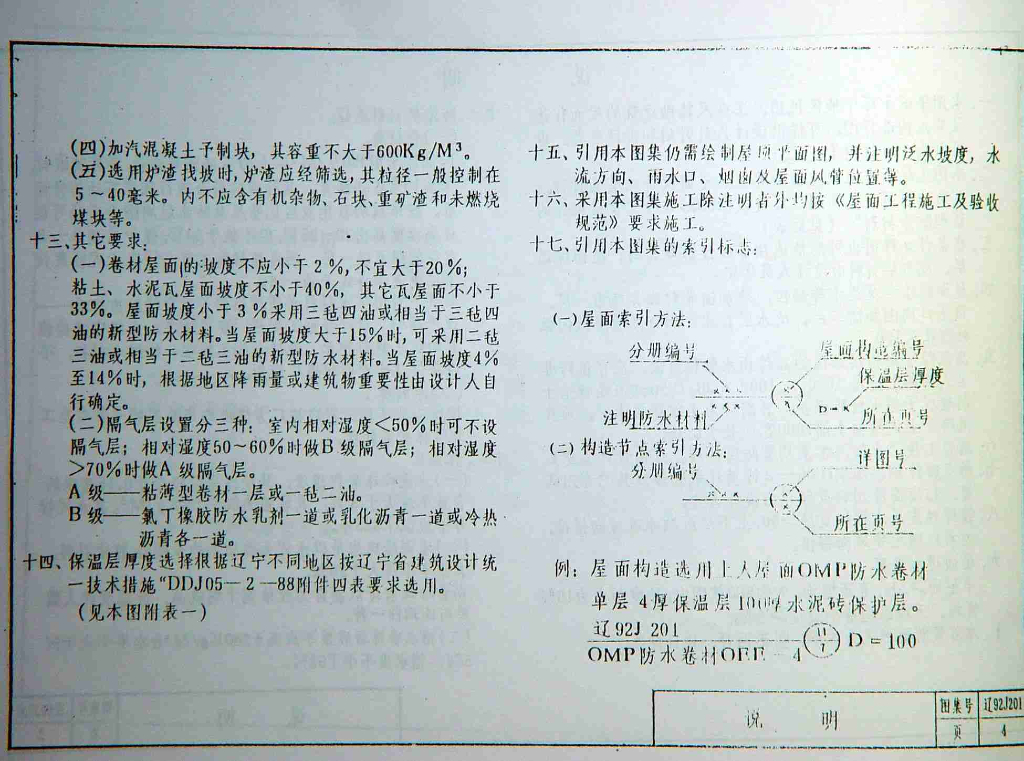 (四)加汽混凝土予制块，其容重不大于600Kg/M³。
(五)选用炉渣找坡时,炉渣应经筛选,其粒径一般控制在
5～40毫米。内不应含有机杂物、石块、重矿渣和未燃烧
煤块等。
十三、其它要求:
(一)卷材屋面的坡度不应小于2%,不宜大于20%;
粘土、水泥瓦屋面坡度不小于40%，其它瓦屋面不小于
33%。屋面坡度小于3%采用三毡四油或相当于三毡四
油的新型防水材料。当屋面坡度大于15%时,可采用二毡
三油或相当于二毡三油的新型防水材料。当屋面坡度4%
至14%时，根据地区降雨量或建筑物重要性由设计人自
行确定。
(二)隔气层设置分三种：室内相对湿度<50%时可不设
隔气层；相对湿度50～60%时做B级隔气层；相对湿度
>70%时做A级隔气层。
A级——粘薄型卷材一层或一毡二油。
B级——氯丁橡胶防水乳剂一道或乳化沥青一道或冷热
沥青各一道。
十四、保温层厚度选择根据辽宁不同地区按辽宁省建筑设计统
一技术措施“DDJ05—2—88附件四表要求选用。
(见本图附表一)
十五、引用本图集仍需绘制屋顶平面图，并注明泛水坡度，水
流方向、雨水口、烟囱及屋面风管位置等。
十六、采用本图集施工除注明者外均按《屋面工程施工及验收
规范》要求施工。
十七、引用本图集的索引标志:
(一)屋面索引方法:
分册编号
屋面构造编号
保温层厚度
注明防水材料
D=×
所在页号
(二)构造节点索引方法:
分册编号
详图号
所在页号
例：屋面构造选用上人屋面OMP防水卷材
单层4厚保温层100厚水泥砖保护层。
辽92J 201
OMP防水卷材 4
11
7
D=100
说 明
图集号
辽92J201
页
4